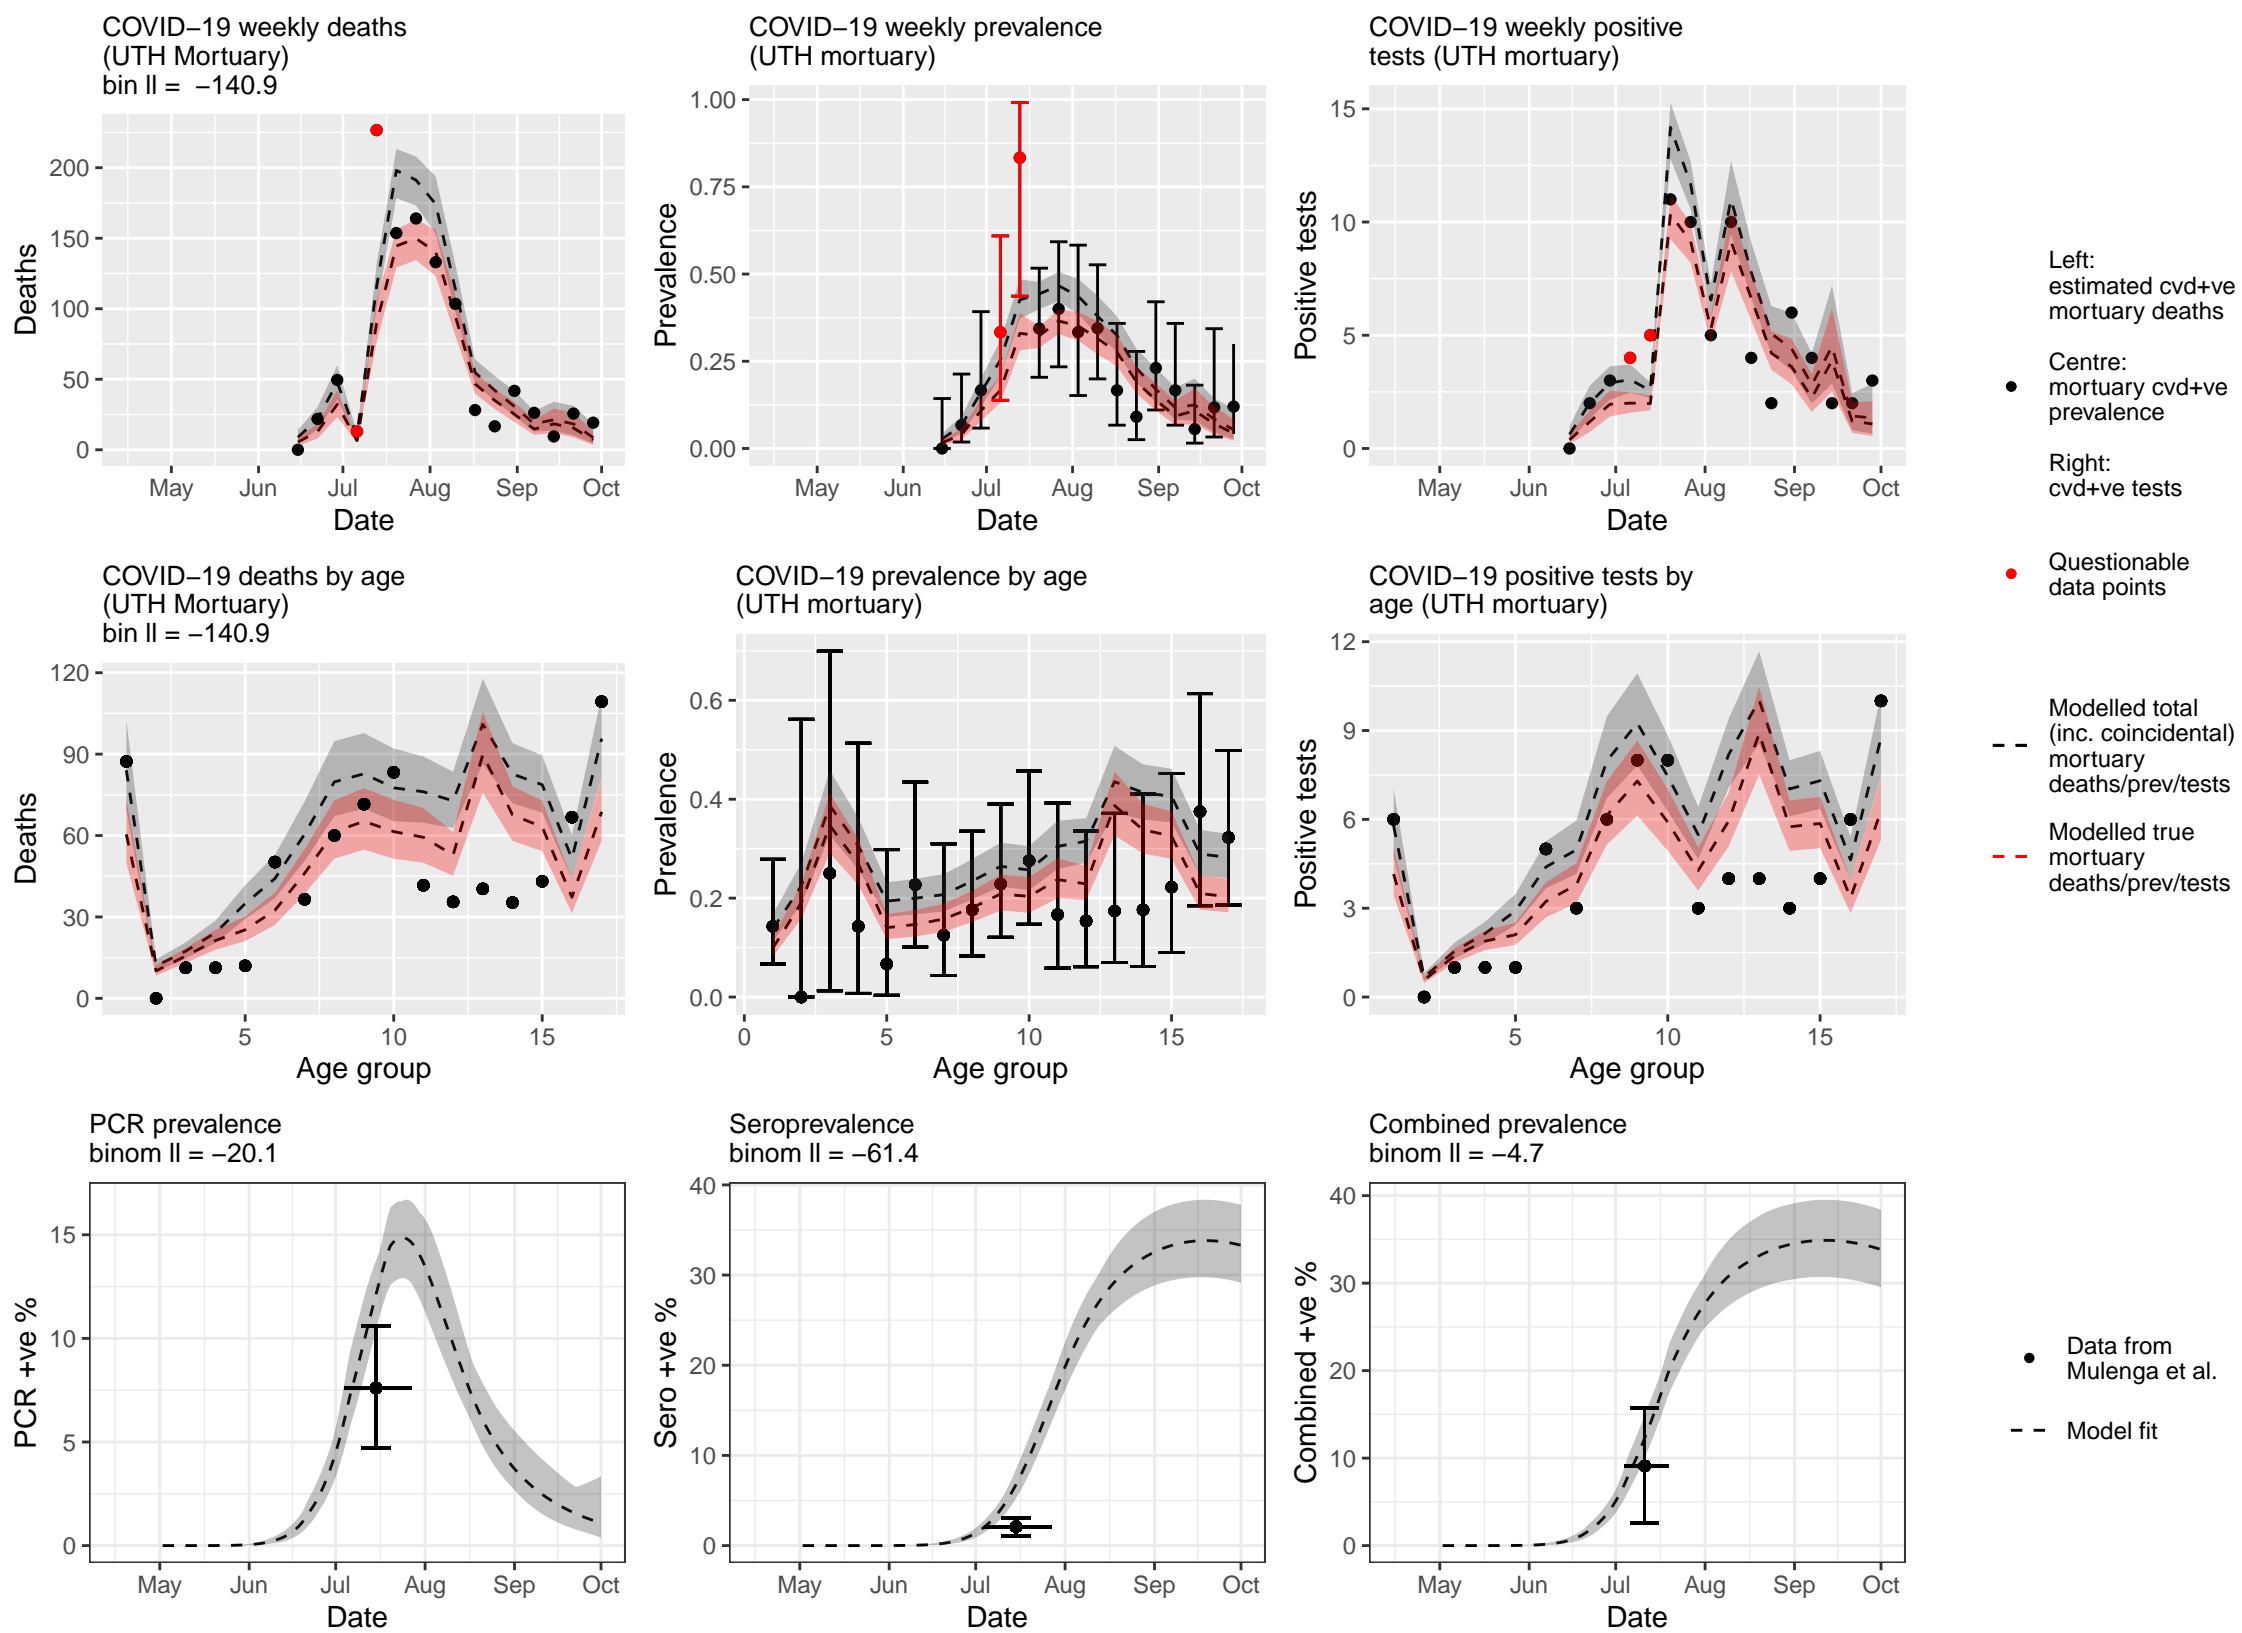 COVID−19 weekly deaths
(UTH Mortuary)
bin ll =  −140.9
200
150
100
50
0
Deaths
May Jun Jul Aug Sep Oct
Date
COVID−19 weekly prevalence
(UTH mortuary)
1.00
0.75
0.50
0.25
0.00
Prevalence
May Jun Jul Aug Sep Oct
Date
COVID−19 weekly positive
tests (UTH mortuary)
15
10
5
0
Positive tests
May Jun Jul Aug Sep Oct
Date
Left:
estimated cvd+ve
mortuary deaths
Centre:
mortuary cvd+ve
prevalence
Right:
cvd+ve tests
Questionable
data points
COVID−19 deaths by age
(UTH Mortuary)
bin ll = −140.9
120
90
60
30
0
Deaths
5 10 15
Age group
COVID−19 prevalence by age
(UTH mortuary)
0.6
0.4
0.2
0.0
Prevalence
0 5 10 15
Age group
COVID−19 positive tests by
age (UTH mortuary)
12
9
6
3
0
Positive tests
5 10 15
Age group
Modelled total
(inc. coincidental)
mortuary
deaths/prev/tests
Modelled true
mortuary
deaths/prev/tests
PCR prevalence
binom ll = −20.1
15
10
5
0
PCR +ve %
May Jun Jul Aug Sep Oct
Date
Seroprevalence
binom ll = −61.4
40
30
20
10
0
Sero +ve %
May Jun Jul Aug Sep Oct
Date
Combined prevalence
binom ll = −4.7
40
30
20
10
0
Combined +ve %
May Jun Jul Aug Sep Oct
Date
Data from
Mulenga et al.
Model fit